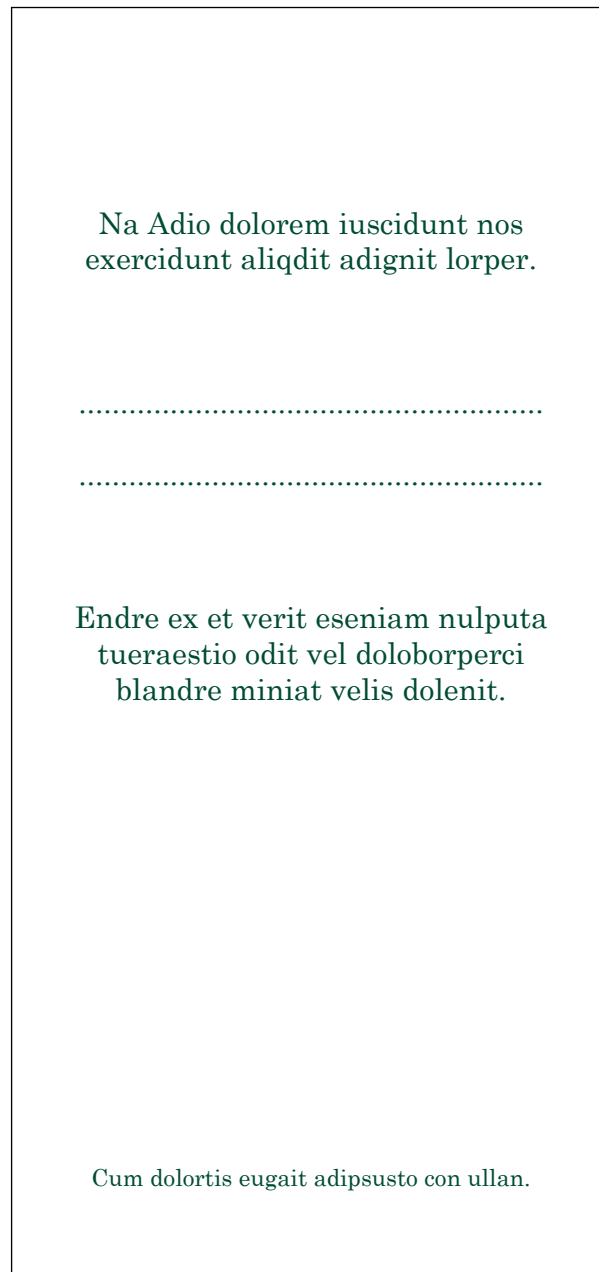 Na Adio dolorem iuscidunt nos
exercidunt aliqdit adignit lorper.
........................................................
........................................................
Endre ex et verit eseniam nulputa
tueraestio odit vel doloborperci
blandre miniat velis dolenit.
Cum dolortis eugait adipsusto con ullan.